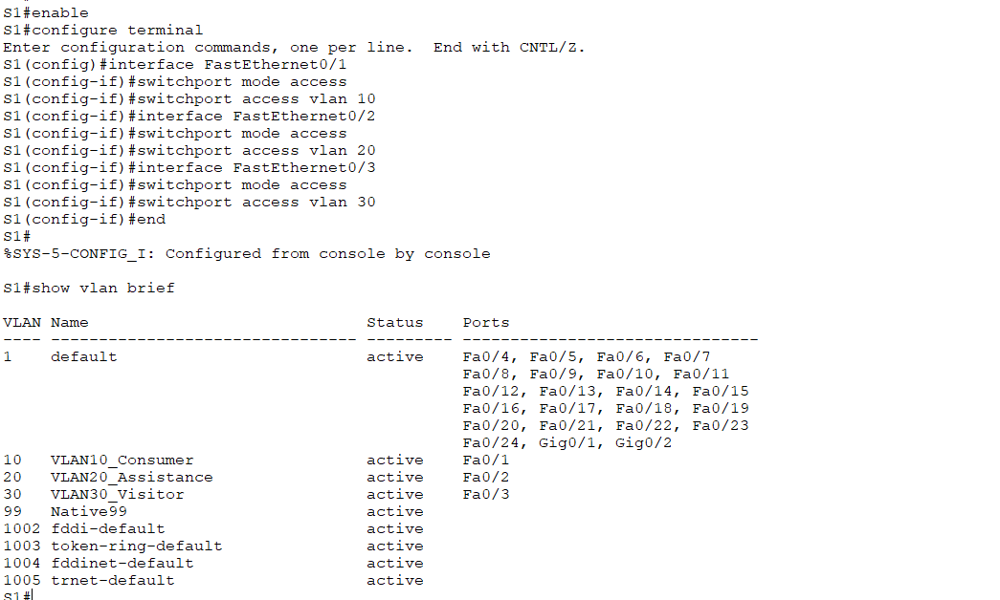 S1#enable
S1#configure terminal
Enter configuration commands, one per line.  End with CNTL/Z.
S1(config)#interface FastEthernet0/1
S1(config-if)#switchport mode access
S1(config-if)#switchport access vlan 10
S1(config-if)#interface FastEthernet0/2
S1(config-if)#switchport mode access
S1(config-if)#switchport access vlan 20
S1(config-if)#interface FastEthernet0/3
S1(config-if)#switchport mode access
S1(config-if)#switchport access vlan 30
S1(config-if)#end
S1#
%SYS-5-CONFIG_I: Configured from console by console

S1#show vlan brief

VLAN Name                             Status    Ports
---- -------------------------------- --------- -------------------------------
1    default                          active    Fa0/4, Fa0/5, Fa0/6, Fa0/7
                                                Fa0/8, Fa0/9, Fa0/10, Fa0/11
                                                Fa0/12, Fa0/13, Fa0/14, Fa0/15
                                                Fa0/16, Fa0/17, Fa0/18, Fa0/19
                                                Fa0/20, Fa0/21, Fa0/22, Fa0/23
                                                Fa0/24, Gig0/1, Gig0/2
10   VLAN10_Consumer                  active    Fa0/1
20   VLAN20_Assistance                active    Fa0/2
30   VLAN30_Visitor                   active    Fa0/3
99   Native99                         active
1002 fddi-default                     active
1003 token-ring-default               active
1004 fddinet-default                  active
1005 trnet-default                    active
S1#